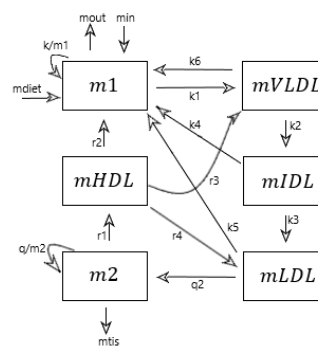 mout min
k/m1 k6
mdiet m1 mVLDL
k1
r2 k4 k2
mHDL r3 mIDL
r1 r4 k5 k3
q/m2
m2 q2 mLDL
mtis